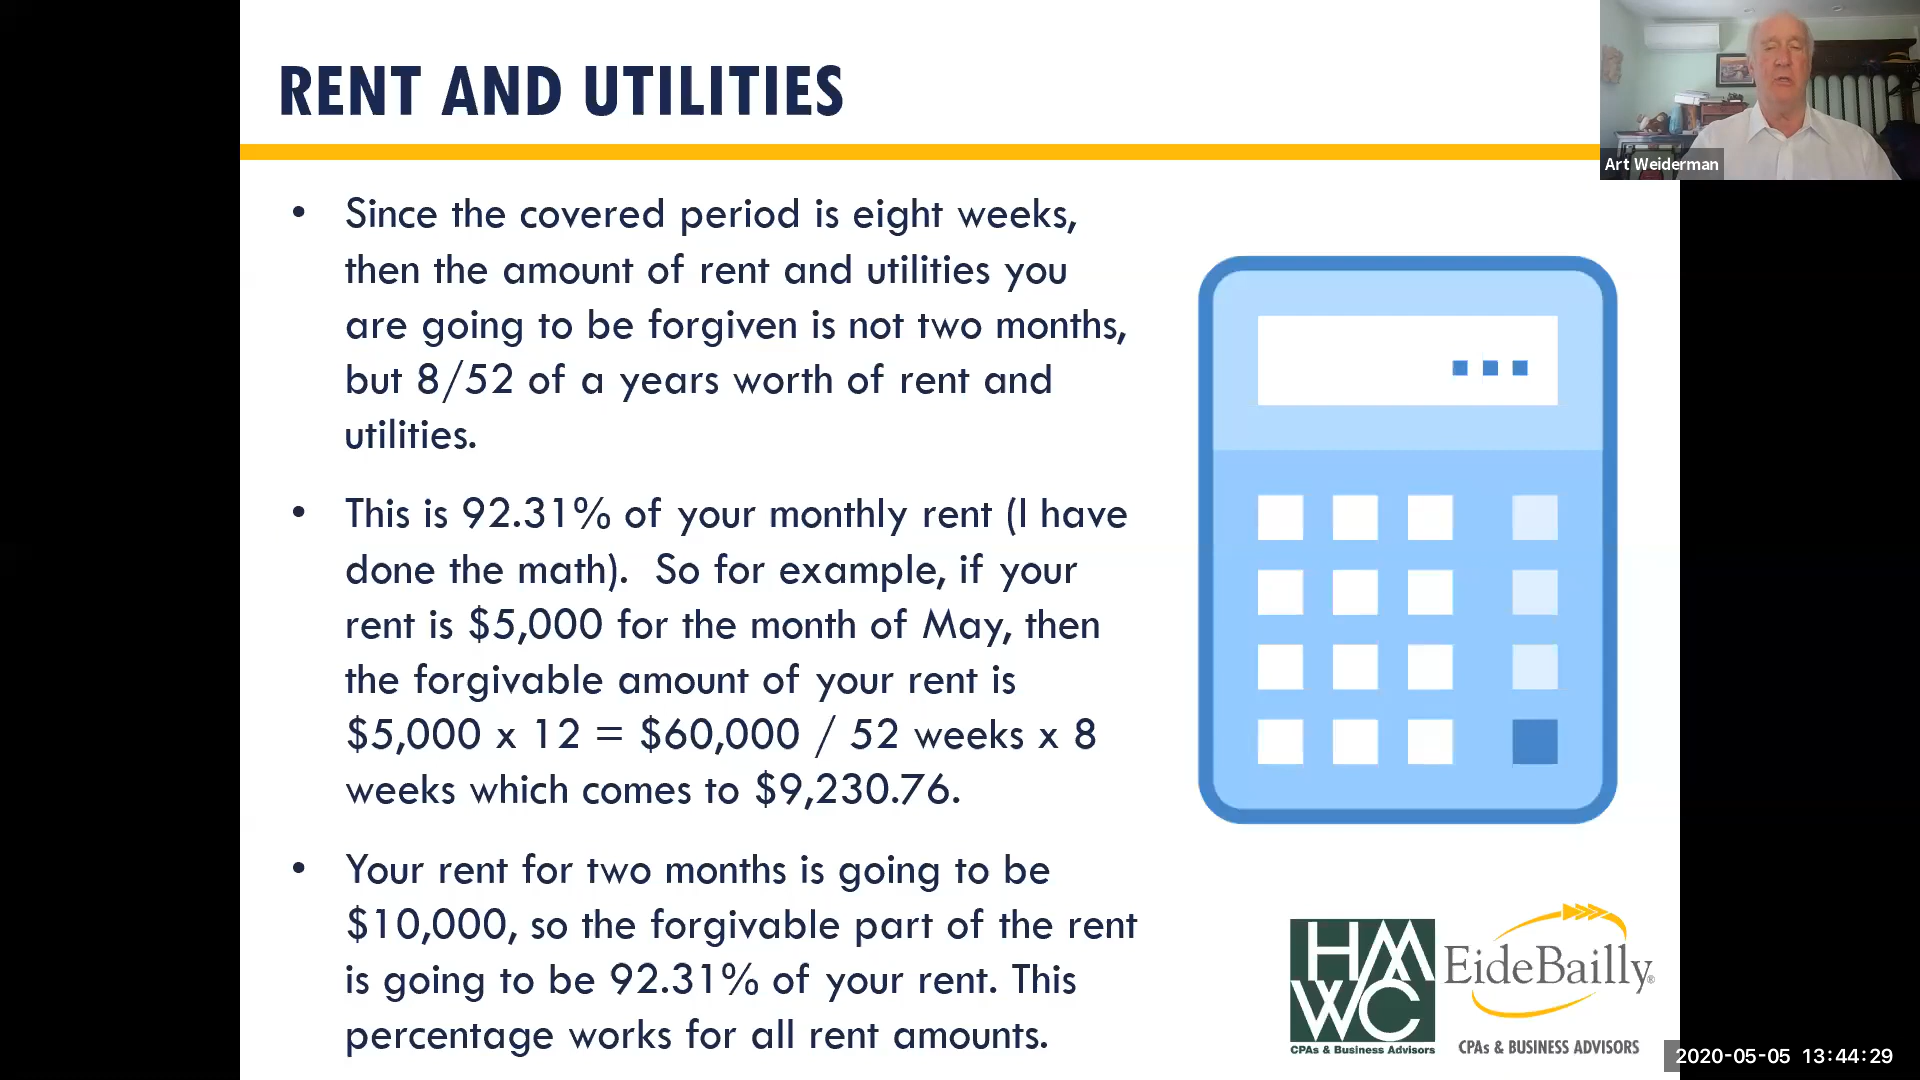 RENT AND UTILITIES
Art Weiderman
• Since the covered period is eight weeks,
then the amount of rent and utilities you
are going to be forgiven is not two months,
but 8/52 of a years worth of rent and
utilities.
• This is 92.31% of your monthly rent (I have
done the math).  So for example, if your
rent is $5,000 for the month of May, then
the forgivable amount of your rent is
$5,000 x 12 = $60,000 / 52 weeks x 8
weeks which comes to $9,230.76.
• Your rent for two months is going to be
$10,000, so the forgivable part of the rent
is going to be 92.31% of your rent. This
percentage works for all rent amounts.
HM
WC
CPAs & Business Advisors
EideBailly®
CPAs & BUSINESS ADVISORS
2020-05-05 13:44:29